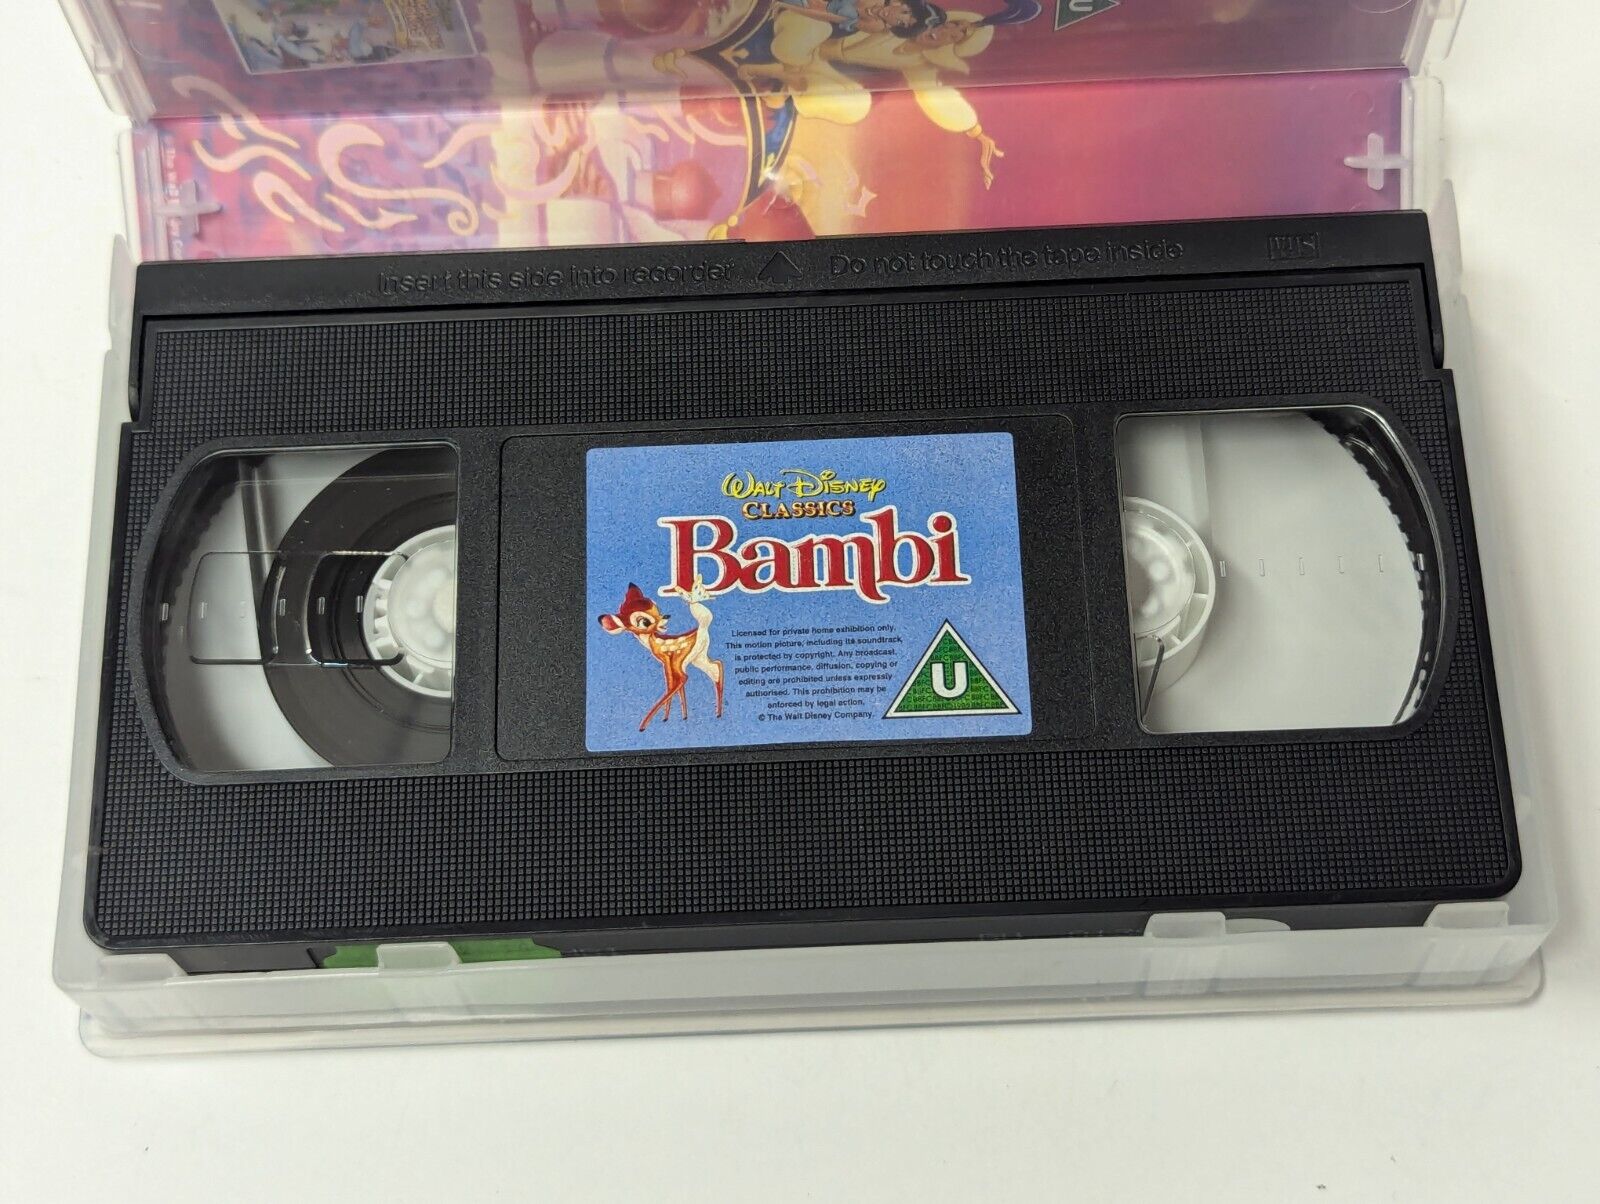 Insert this side into recorder Do not touch the tape inside VHS
WALT DISNEY
CLASSICS
Bambi
Licensed for private home exhibition only.
This motion picture, including its soundtrack
is protected by copyright. Any broadcast,
public performance, diffusion, copying or
editing are prohibited unless expressly
authorised. This prohibition may be
enforced by legal action.
© The Walt Disney Company.
U
U